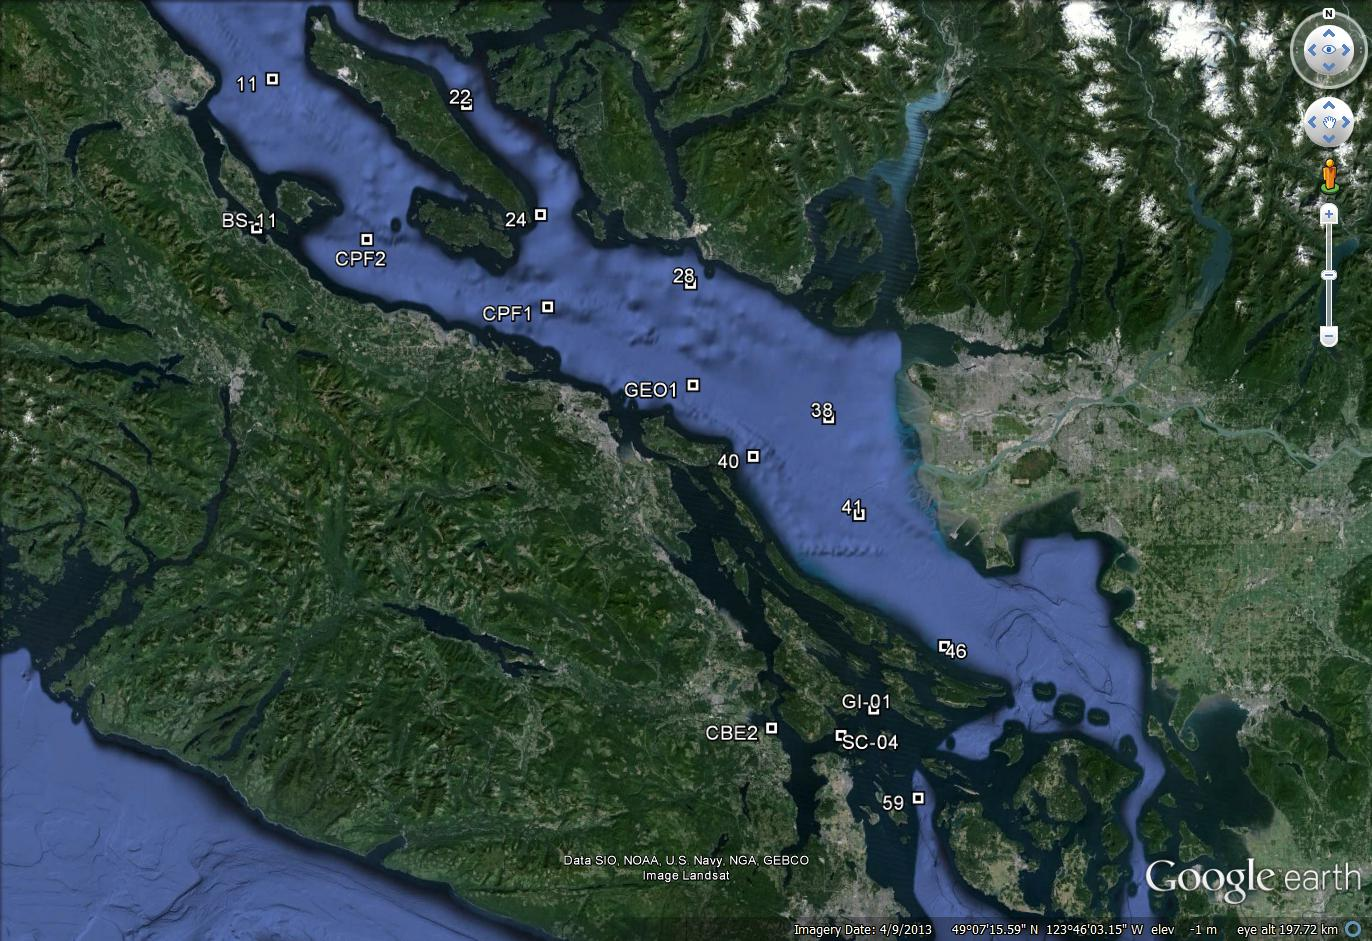 N
11
22
BS-11
24
CPF2
28
CPF1
GEO1
38
40
41
46
GI-01
CBE2
SC-04
59
Data SIO, NOAA, U.S. Navy, NGA, GEBCO
Image Landsat
Google earth
Imagery Date: 4/9/2013 49°07'15.59" N 123°46'03.15" W elev -1 m eye alt 197.72 km